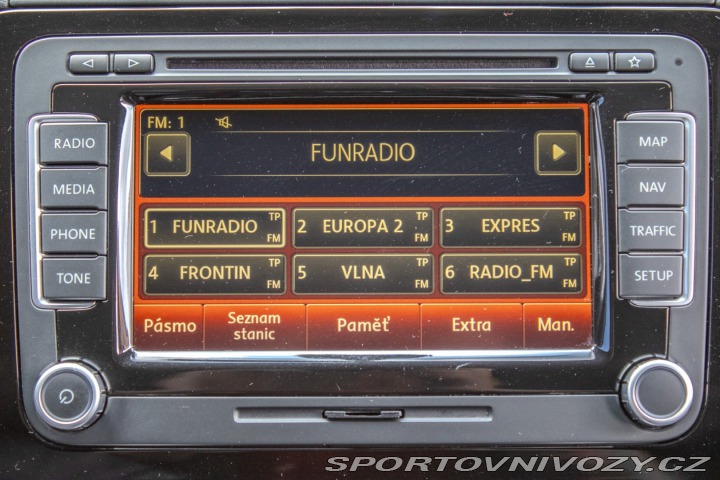 FM: 1
FUNRADIO
1 FUNRADIO TP FM
2 EUROPA 2 TP FM
3 EXPRES TP FM
4 FRONTIN TP FM
5 VLNA TP FM
6 RADIO_FM TP FM
Pásmo
Seznam
stanic
Paměť
Extra
Man.
RADIO
MEDIA
PHONE
TONE
MAP
NAV
TRAFFIC
SETUP
SPORTOVNIVOZY.CZ